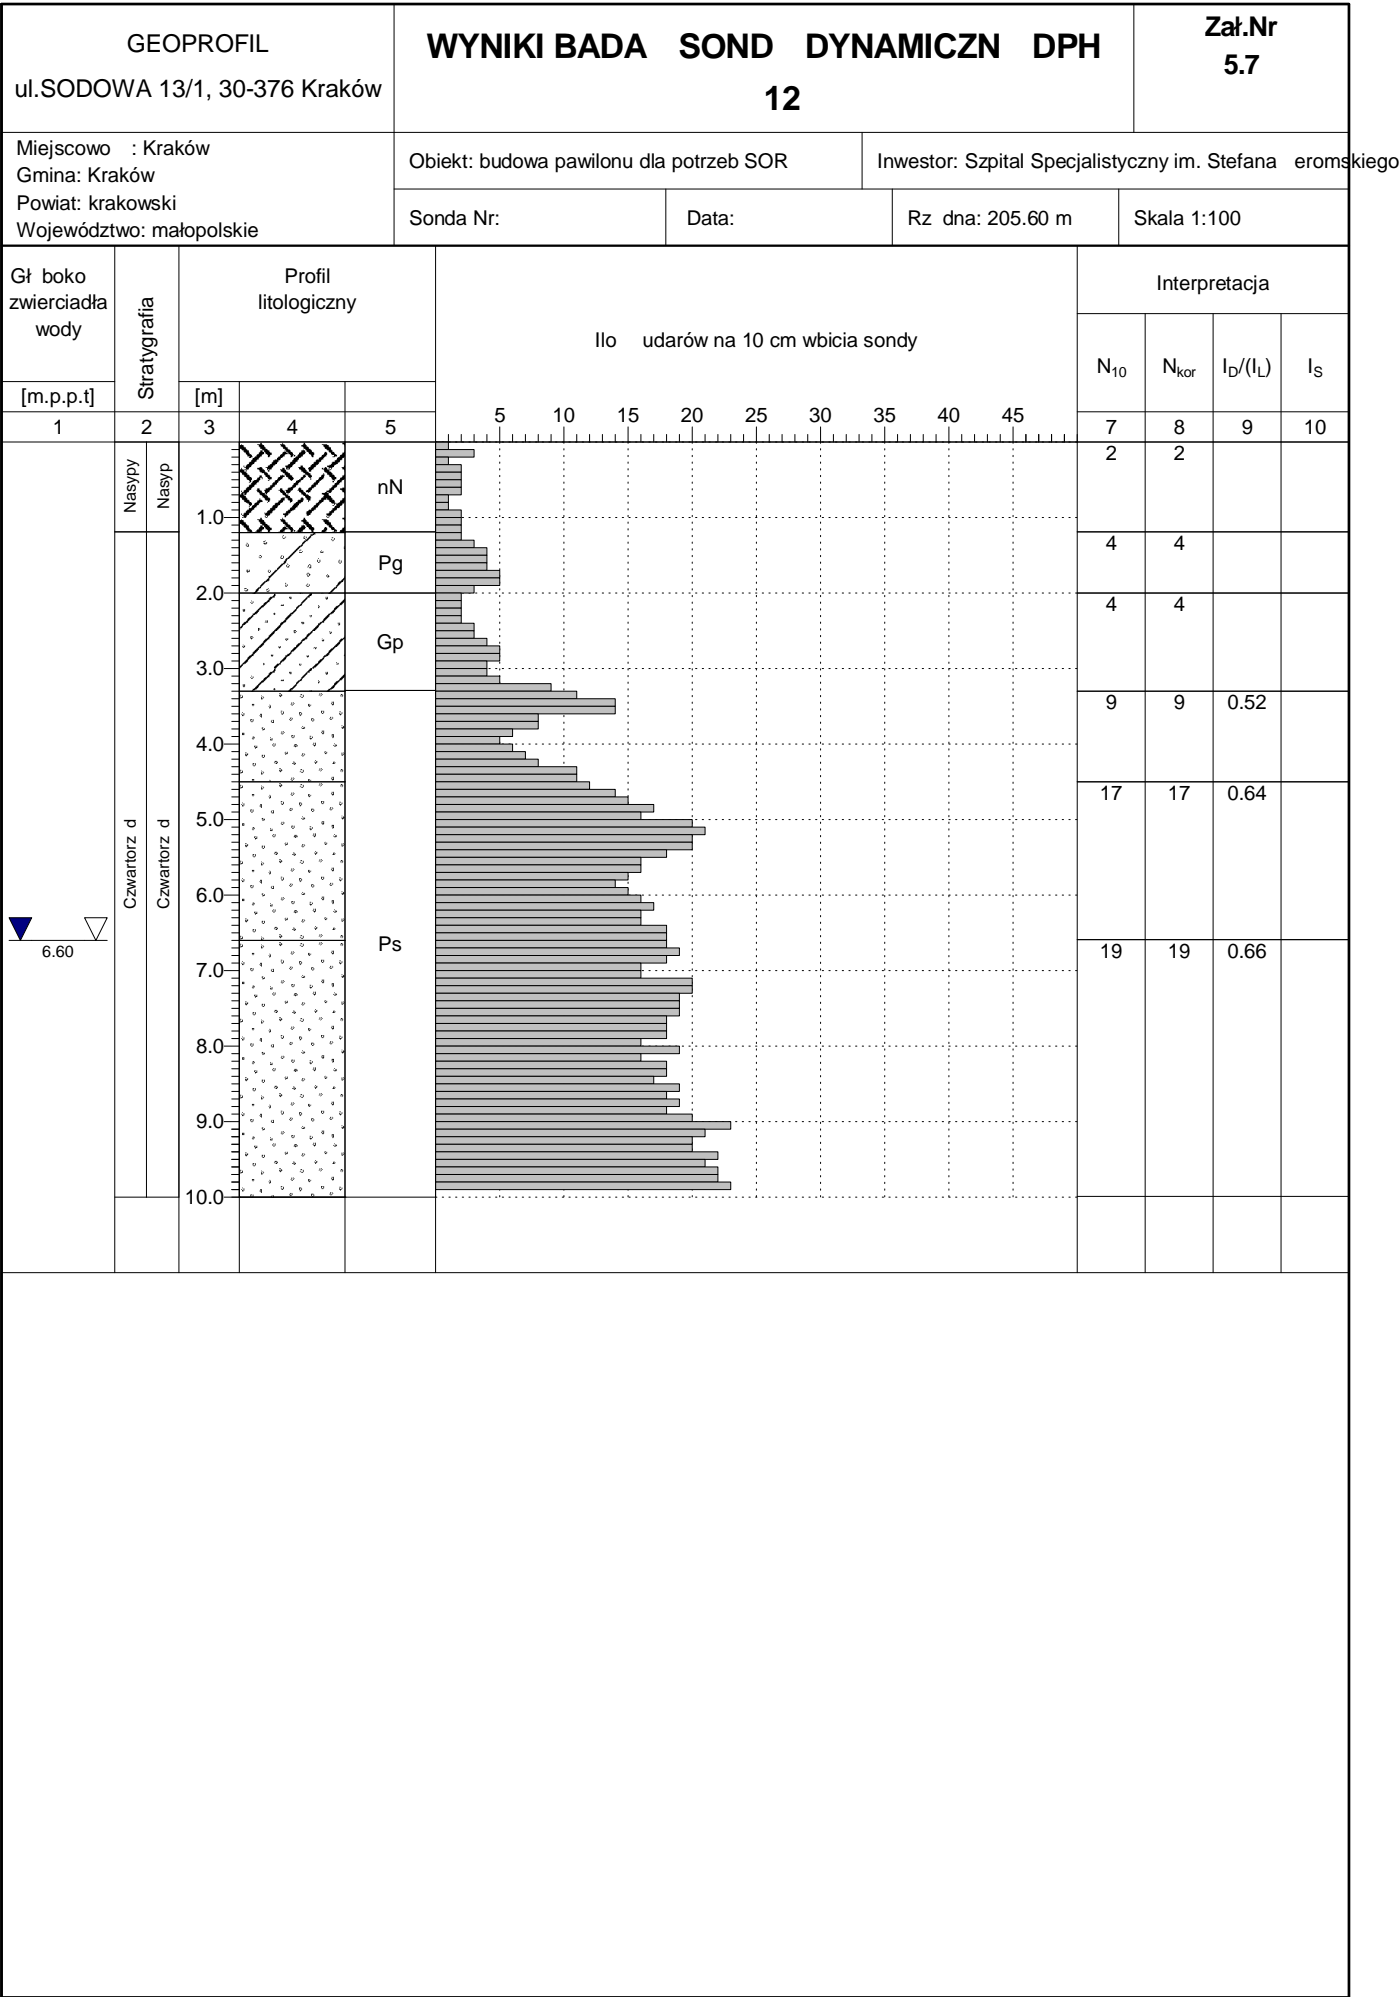 GEOPROFIL
ul.SODOWA 13/1, 30-376 Kraków
WYNIKI BADA SOND DYNAMICZN DPH
12
Zał.Nr
5.7
Miejscowo : Kraków
Gmina: Kraków
Powiat: krakowski
Województwo: małopolskie
Obiekt: budowa pawilonu dla potrzeb SOR
Inwestor: Szpital Specjalistyczny im. Stefana eromskiego
Sonda Nr:
Data:
Rz dna: 205.60 m
Skala 1:100
Gł boko
zwierciadła
wody
[m.p.p.t]
Stratygrafia
Profil
litologiczny
[m]
Ilo udarów na 10 cm wbicia sondy
Interpretacja
N10
Nkor
ID/(IL)
IS
5 10 15 20 25 30 35 40 45
1 2 3 4 5 7 8 9 10
Nasypy
Nasyp
nN
2 2
1.0
Pg
4 4
2.0
Gp
4 4
3.0
9 9 0.52
4.0
17 17 0.64
5.0
Czwartorz d
Czwartorz d
6.0
6.60
Ps
19 19 0.66
7.0
8.0
9.0
10.0